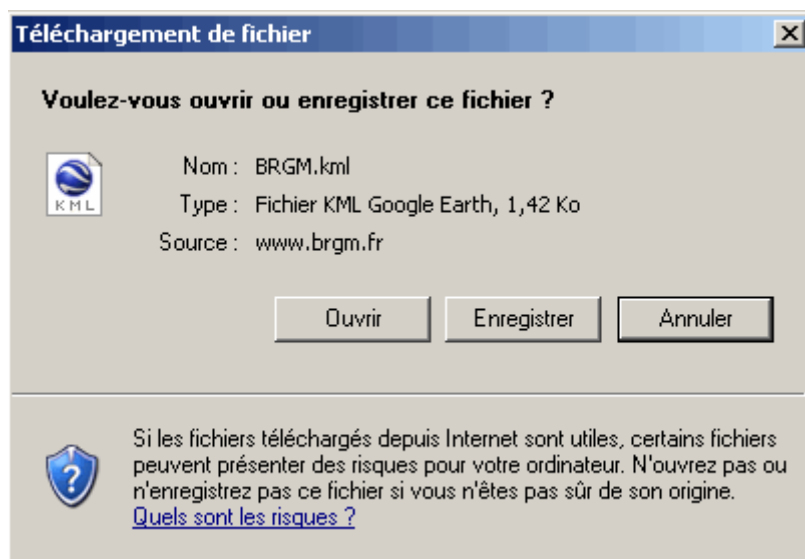 Téléchargement de fichier
Voulez-vous ouvrir ou enregistrer ce fichier ?
KML
Nom : BRGM.kml
Type : Fichier KML Google Earth, 1,42 Ko
Source : www.brgm.fr
Ouvrir Enregistrer Annuler
Si les fichiers téléchargés depuis Internet sont utiles, certains fichiers
peuvent présenter des risques pour votre ordinateur. N'ouvrez pas ou
n'enregistrez pas ce fichier si vous n'êtes pas sûr de son origine.
Quels sont les risques ?